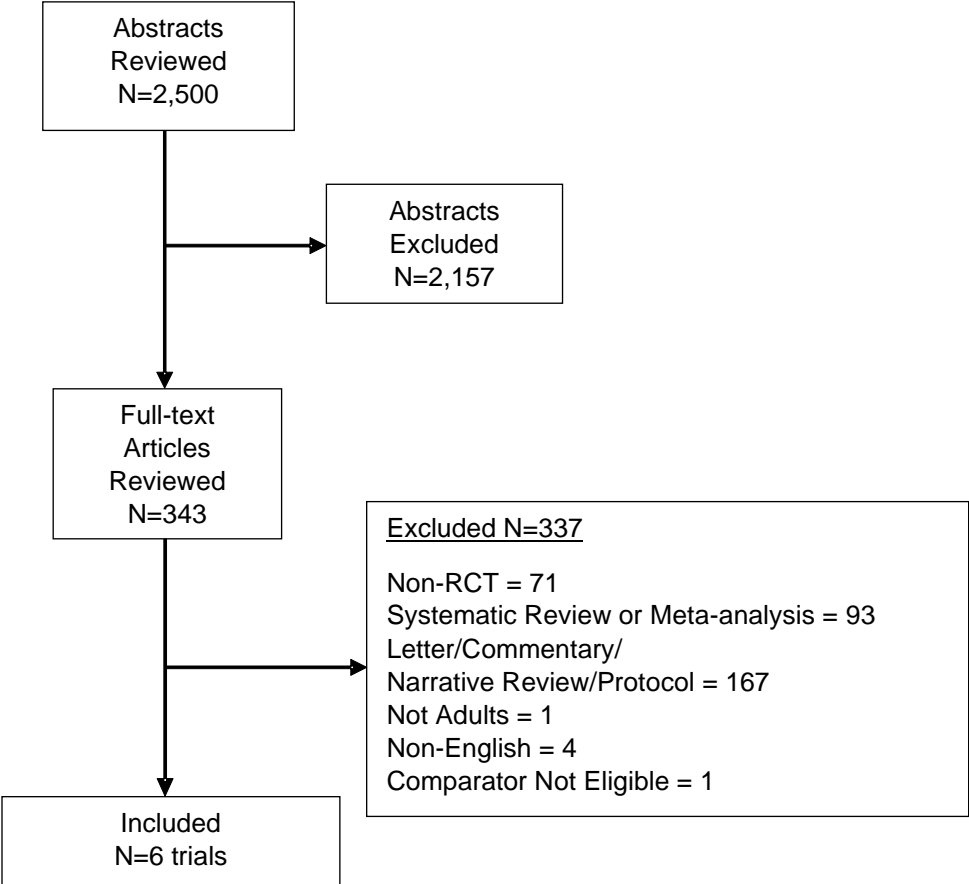 Abstracts
Reviewed
N=2,500
Abstracts
Excluded
N=2,157
Full-text
Articles
Reviewed
N=343
Excluded N=337
Non-RCT = 71
Systematic Review or Meta-analysis = 93
Letter/Commentary/
Narrative Review/Protocol = 167
Not Adults = 1
Non-English = 4
Comparator Not Eligible = 1
Included
N=6 trials